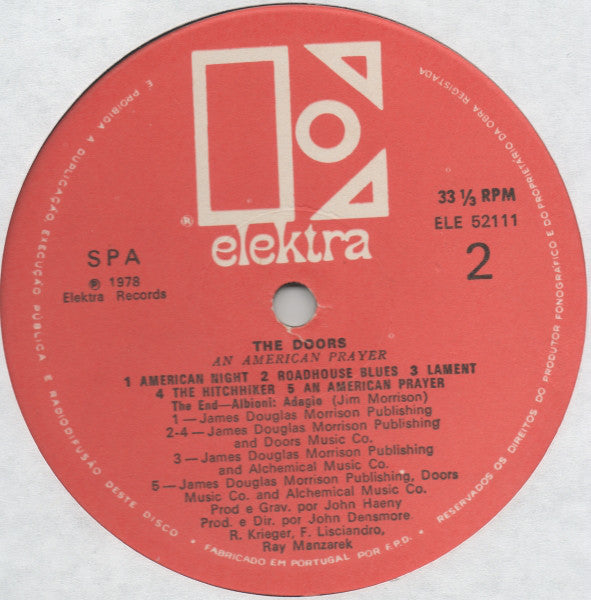 ®
elektra
33 ⅓ RPM
ELE 52111
2
SPA
℗ 1978
Elektra Records
THE DOORS
AN AMERICAN PRAYER
1 AMERICAN NIGHT 2 ROADHOUSE BLUES 3 LAMENT
4 THE HITCHHIKER 5 AN AMERICAN PRAYER
The End—Albioni: Adagio (Jim Morrison)
1—James Douglas Morrison Publishing
2-4—James Douglas Morrison Publishing
and Doors Music Co.
3—James Douglas Morrison Publishing
and Alchemical Music Co.
5—James Douglas Morrison Publishing, Doors
Music Co. and Alchemical Music Co.
Prod e Grav. por John Haeny
Prod. e Dir. por John Densmore
R. Krieger, F. Lisciandro,
Ray Manzarek
É PROIBIDA A DUPLICAÇÃO EXECUÇÃO PÚBLICA E RADIODIFUSÃO DESTE DISCO • FABRICADO EM PORTUGAL POR F.P.D. • RESERVADOS OS DIREITOS DO PRODUTOR FONOGRÁFICO E DO PROPRIETÁRIO DA OBRA REGISTADA